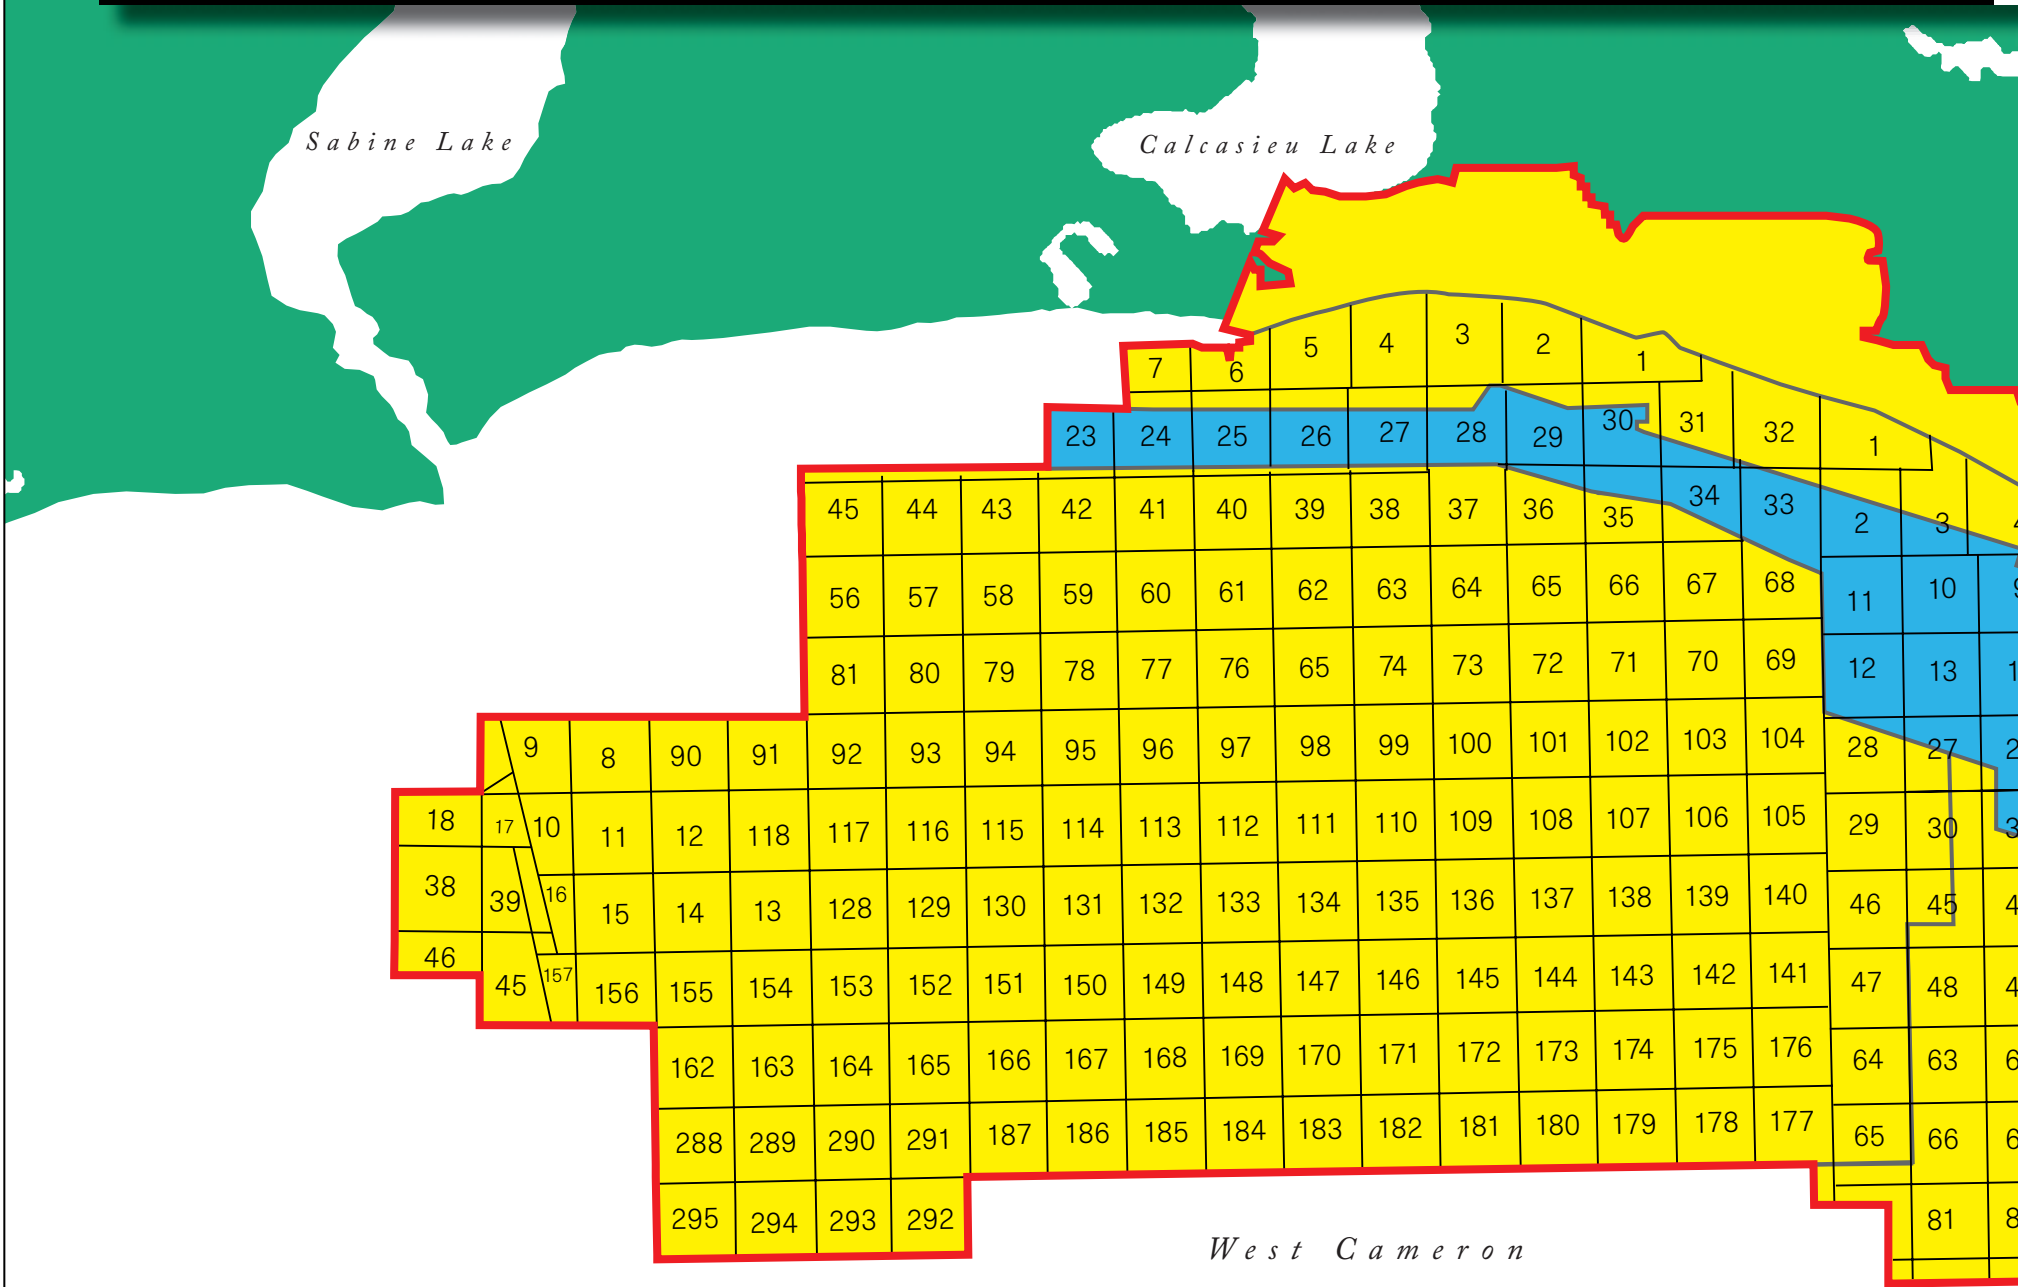 Sabine Lake
Calcasieu Lake
5 4 3 2
7 6 1
23 24 25 26 27 28 29 30 31 32 1
45 44 43 42 41 40 39 38 37 36 35 34 33 2 3
56 57 58 59 60 61 62 63 64 65 66 67 68 11 10
81 80 79 78 77 76 65 74 73 72 71 70 69 12 13
9 8 90 91 92 93 94 95 96 97 98 99 100 101 102 103 104 28 27
18 17 10 11 12 118 117 116 115 114 113 112 111 110 109 108 107 106 105 29 30
38 39 16 15 14 13 128 129 130 131 132 133 134 135 136 137 138 139 140 46 45
46 45 157 156 155 154 153 152 151 150 149 148 147 146 145 144 143 142 141 47 48
162 163 164 165 166 167 168 169 170 171 172 173 174 175 176 64 63
288 289 290 291 187 186 185 184 183 182 181 180 179 178 177 65 66
295 294 293 292 81
West Cameron